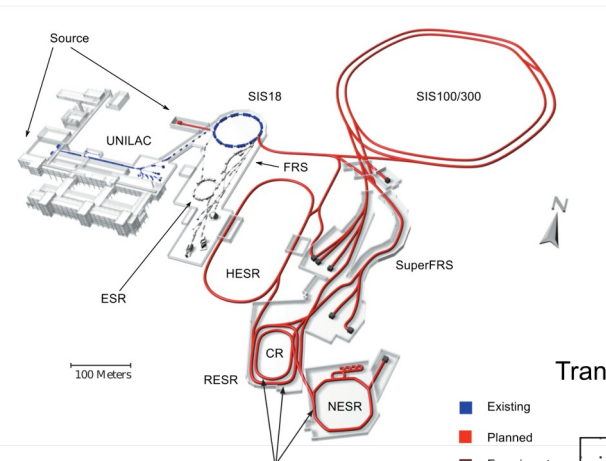 Source
SIS18
SIS100/300
UNILAC
FRS
N
SuperFRS
HESR
ESR
CR
100 Meters
RESR
NESR
Tran
Existing
Planned